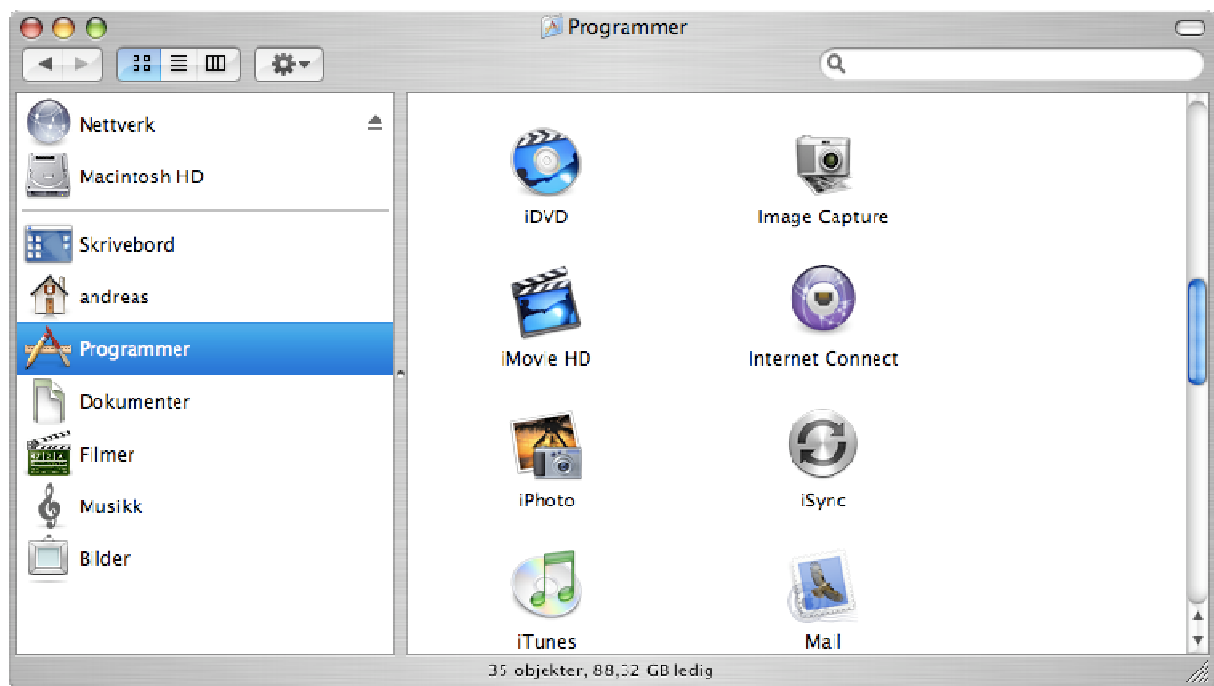 Programmer
Nettverk
Macintosh HD
Skrivebord
andreas
Programmer
Dokumenter
Filmer
Musikk
Bilder
iDVD
Image Capture
iMovie HD
Internet Connect
iPhoto
iSync
iTunes
Mail
35 objekter, 88,32 GB ledig